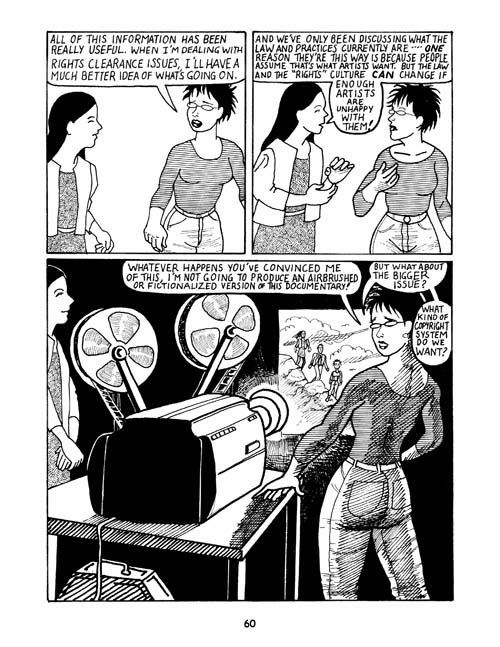 ALL OF THIS INFORMATION HAS BEEN
REALLY USEFUL. WHEN I'M DEALING WITH
RIGHTS CLEARANCE ISSUES, I'LL HAVE A
MUCH BETTER IDEA OF WHAT'S GOING ON.
AND WE'VE ONLY BEEN DISCUSSING WHAT THE
LAW AND PRACTICES CURRENTLY ARE .... ONE
REASON THEY'RE THIS WAY IS BECAUSE PEOPLE
ASSUME THAT'S WHAT ARTISTS WANT. BUT THE LAW
AND THE "RIGHTS" CULTURE CAN CHANGE IF
ENOUGH
ARTISTS
ARE
UNHAPPY
WITH
THEM!
WHATEVER HAPPENS YOU'VE CONVINCED ME
OF THIS, I'M NOT GOING TO PRODUCE AN AIRBRUSHED
OR FICTIONALIZED VERSION OF THIS DOCUMENTARY!
BUT WHAT ABOUT
THE BIGGER
ISSUE?
WHAT
KIND OF
COPYRIGHT
SYSTEM
DO WE
WANT?
60